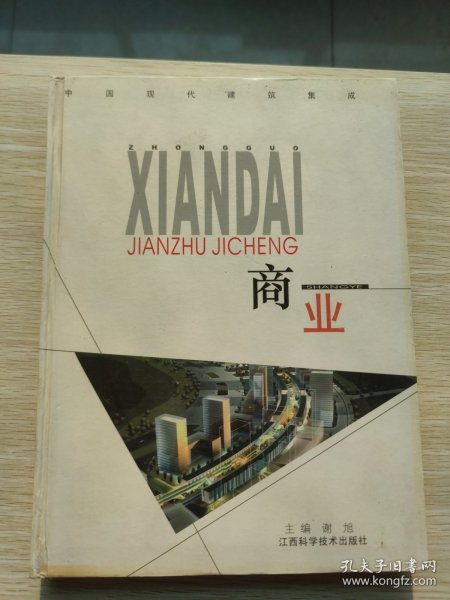 中国现代建筑集成
ZHONGGUO
XIANDAI
JIANZHU JICHENG
商
SHANGYE
业
主编 谢旭
江西科学技术出版社
孔夫子旧书网
www.kongfz.com